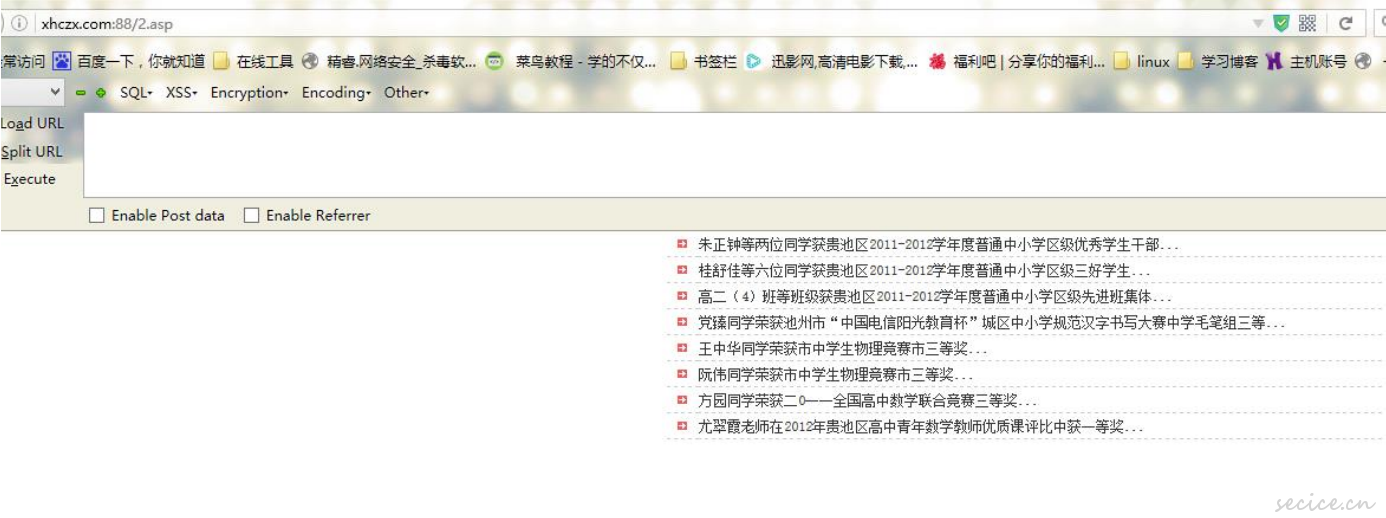 xhczx.com:88/2.asp
常访问 百度一下，你就知道 在线工具 精睿.网络安全_杀毒软... 菜鸟教程 - 学的不仅... 书签栏 迅影网,高清电影下载,... 福利吧 | 分享你的福利... linux 学习博客 主机账号
SQL XSS Encryption Encoding Other
Load URL
Split URL
Execute
Enable Post data Enable Referrer
朱正钟等两位同学获贵池区2011-2012学年度普通中小学区级优秀学生干部...
桂舒佳等六位同学获贵池区2011-2012学年度普通中小学区级三好学生...
高二（4）班等班级获贵池区2011-2012学年度普通中小学区级先进班集体...
党臻同学荣获池州市“中国电信阳光教育杯”城区中小学规范汉字书写大赛中学毛笔组三等...
王中华同学荣获市中学生物理竞赛市三等奖...
阮伟同学荣获市中学生物理竞赛市三等奖...
方园同学荣获二0一一全国高中数学联合竞赛三等奖...
尤翠霞老师在2012年贵池区高中青年数学教师优质课评比中获一等奖...
secice.cn